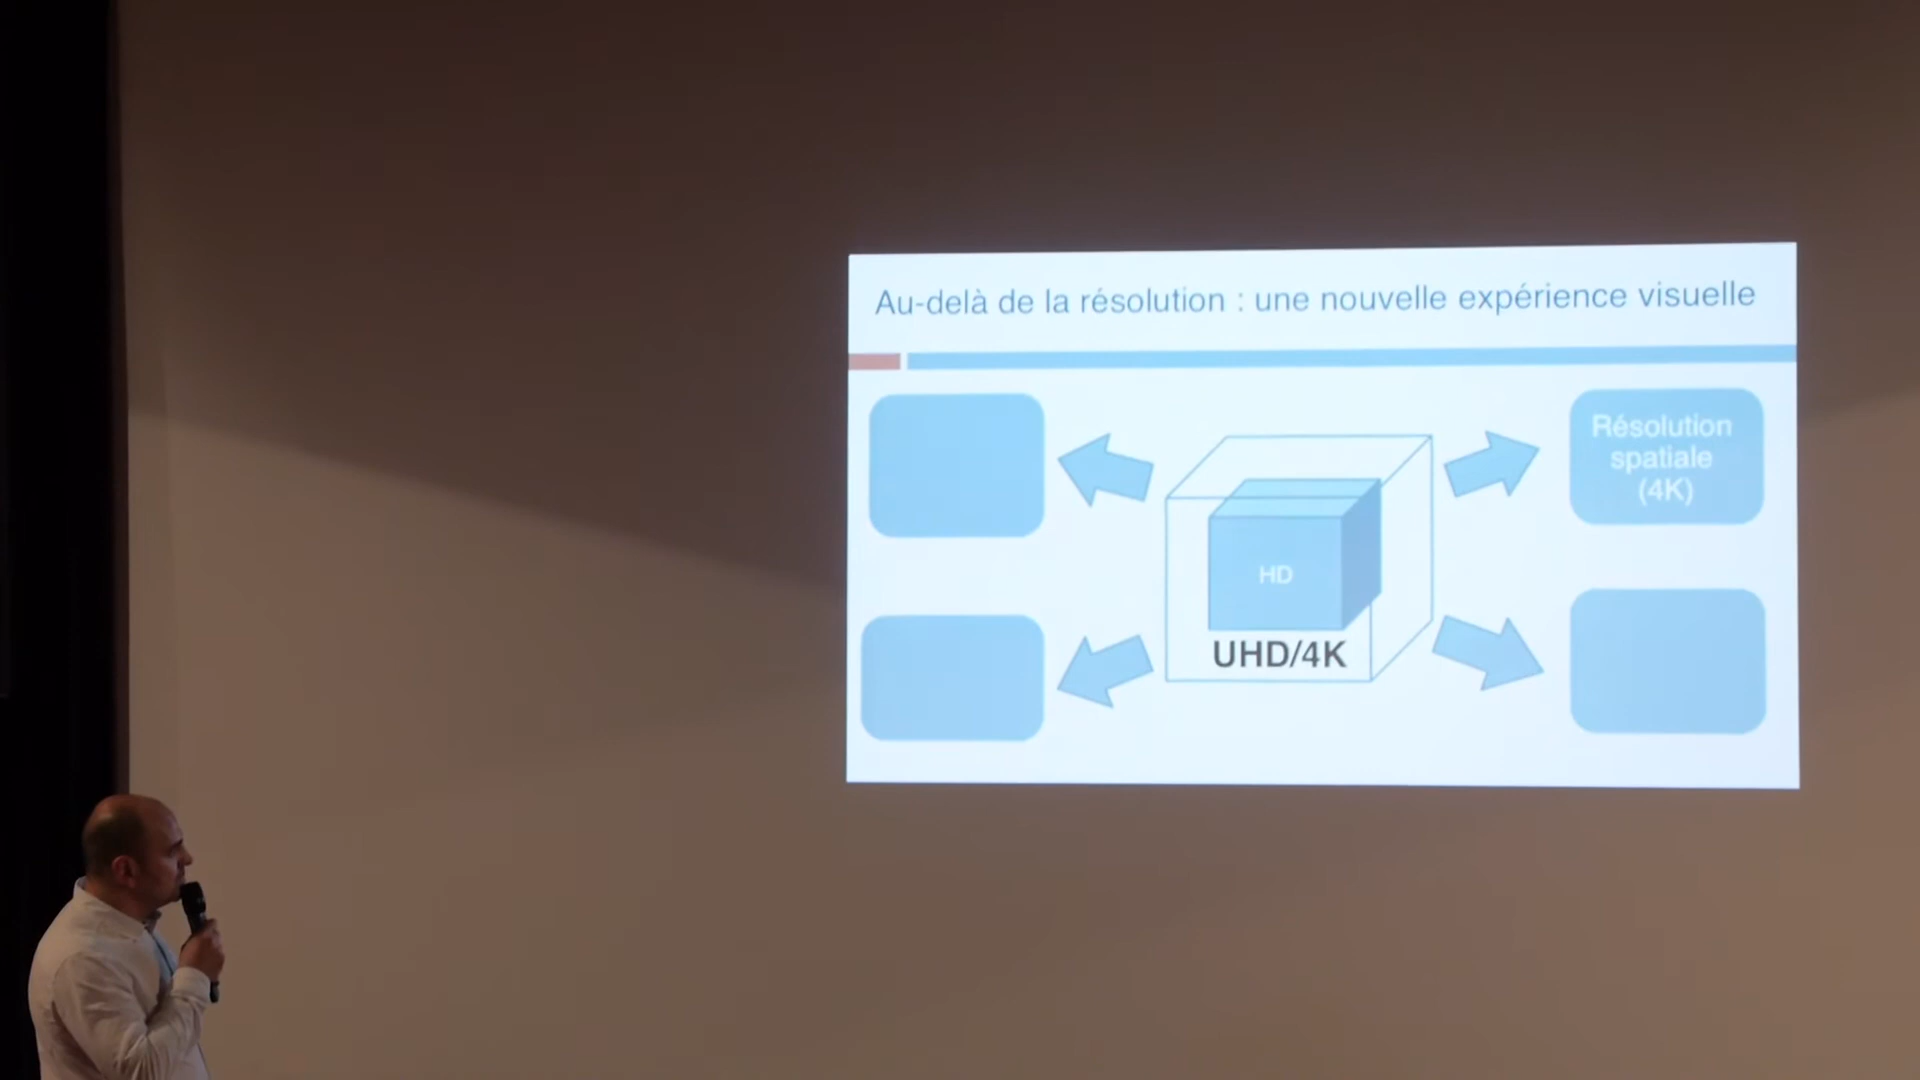 Au-delà de la résolution : une nouvelle expérience visuelle
Résolution
spatiale
(4K)
HD
UHD/4K